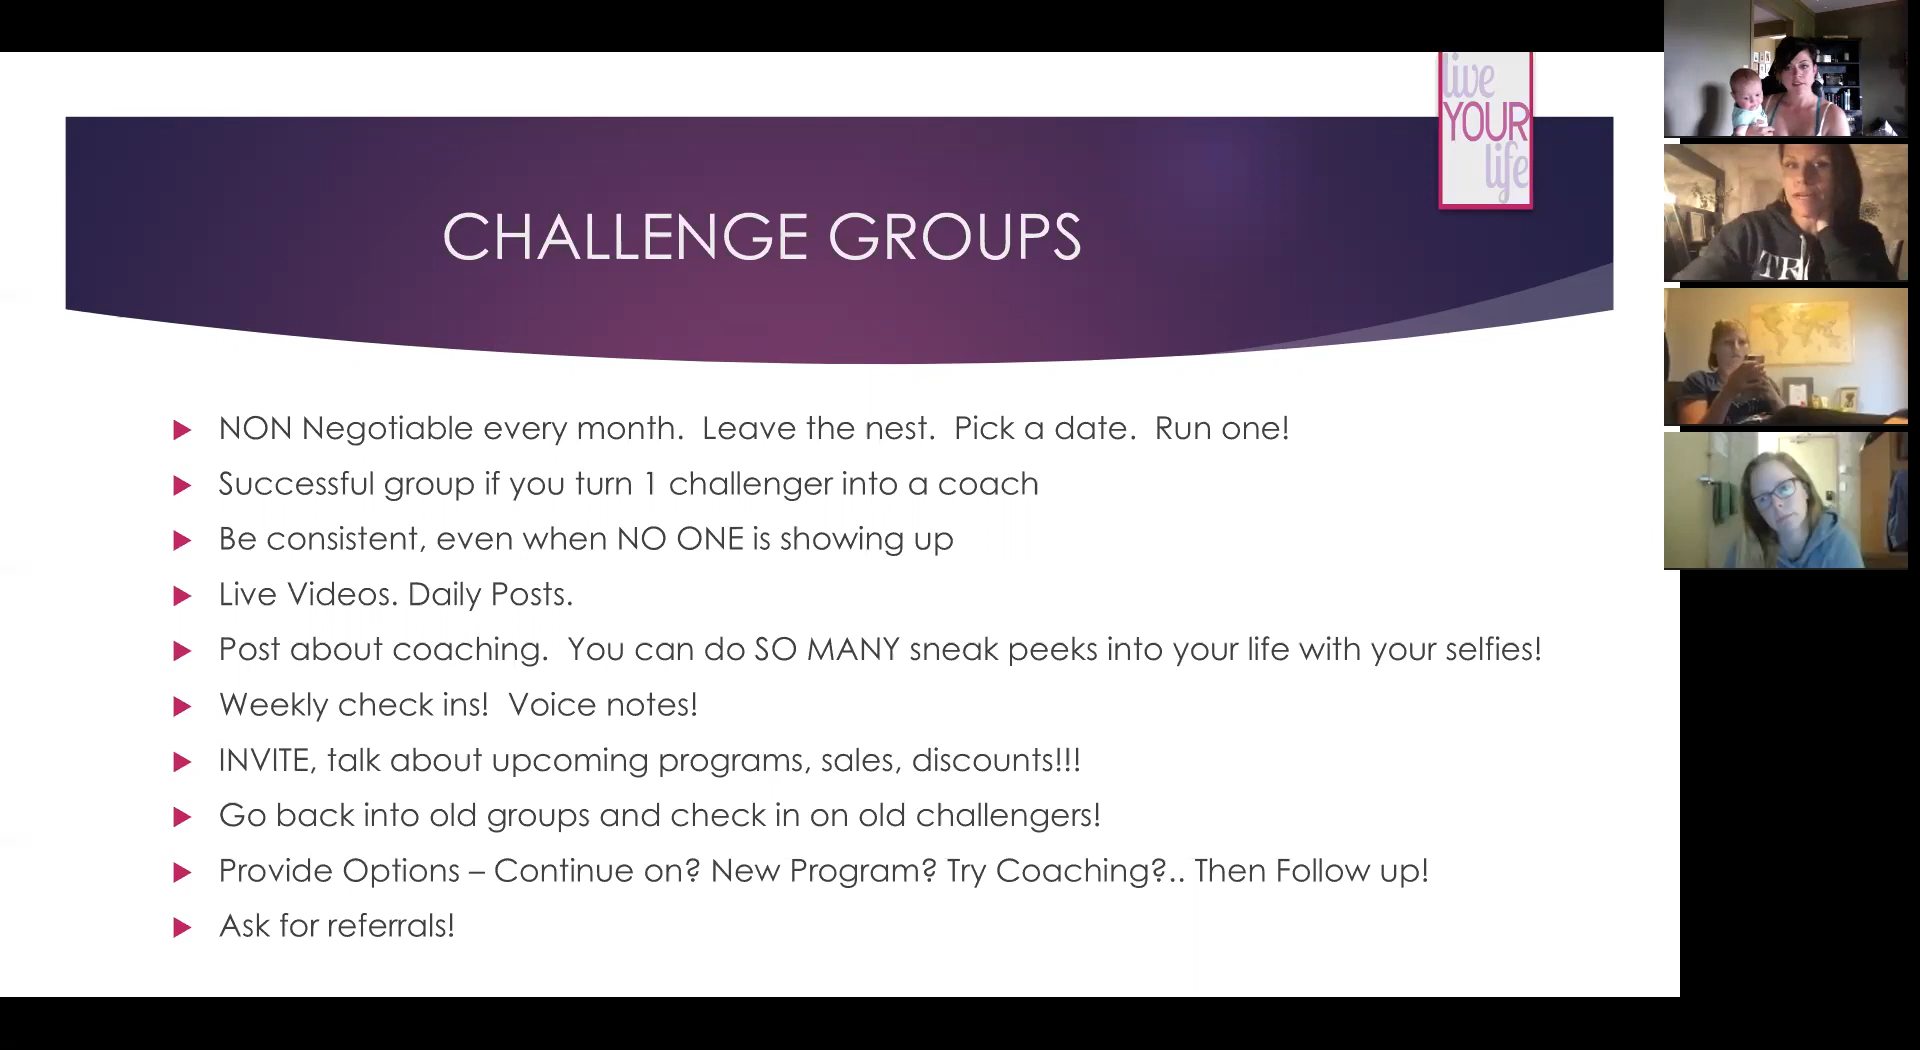 live
YOUR
life
CHALLENGE GROUPS
NON Negotiable every month.  Leave the nest.  Pick a date.  Run one!
Successful group if you turn 1 challenger into a coach
Be consistent, even when NO ONE is showing up
Live Videos. Daily Posts.
Post about coaching.  You can do SO MANY sneak peeks into your life with your selfies!
Weekly check ins!  Voice notes!
INVITE, talk about upcoming programs, sales, discounts!!!
Go back into old groups and check in on old challengers!
Provide Options – Continue on? New Program? Try Coaching?.. Then Follow up!
Ask for referrals!